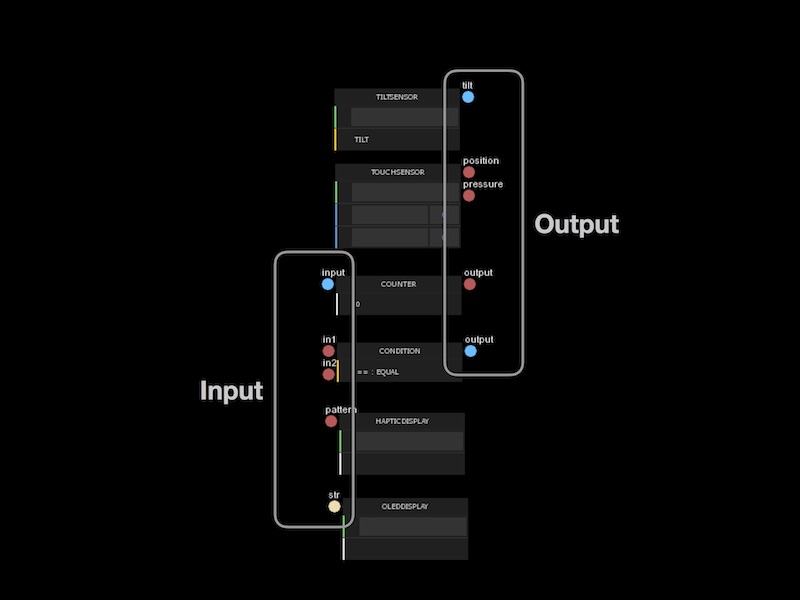 tilt
TILTSENSOR
TILT
position
TOUCHSENSOR
pressure
Output
input
output
COUNTER
0
in1
output
CONDITION
in2
== : EQUAL
Input
pattern
HAPTICDISPLAY
str
OLEDDISPLAY